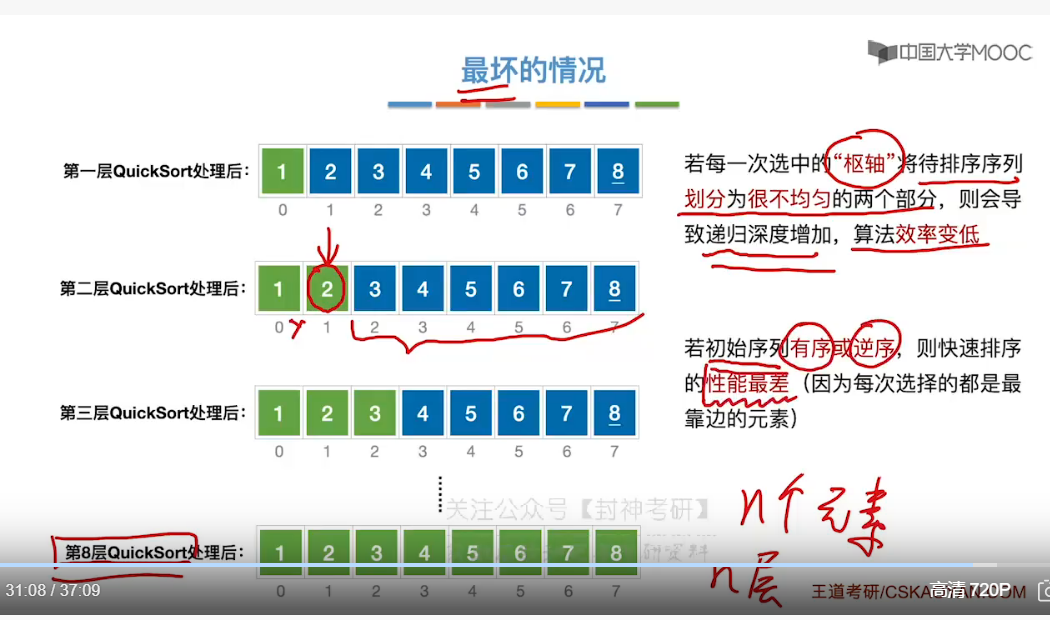 中国大学MOOC
最坏的情况
第一层QuickSort处理后：
1 2 3 4 5 6 7 8
0 1 2 3 4 5 6 7
若每一次选中的“枢轴”将待排序序列
划分为很不均匀的两个部分，则会导
致递归深度增加，算法效率变低
第二层QuickSort处理后：
1 2 3 4 5 6 7 8
0 1 2 3 4 5 6 7
若初始序列有序或逆序，则快速排序
的性能最差（因为每次选择的都是最
靠边的元素）
第三层QuickSort处理后：
1 2 3 4 5 6 7 8
0 1 2 3 4 5 6 7
关注公众号【封神考研】
n个元素
第8层QuickSort处理后：
1 2 3 4 5 6 7 8
0 1 2 3 4 5 6 7
n层
31:08 / 37:09
高清 720P